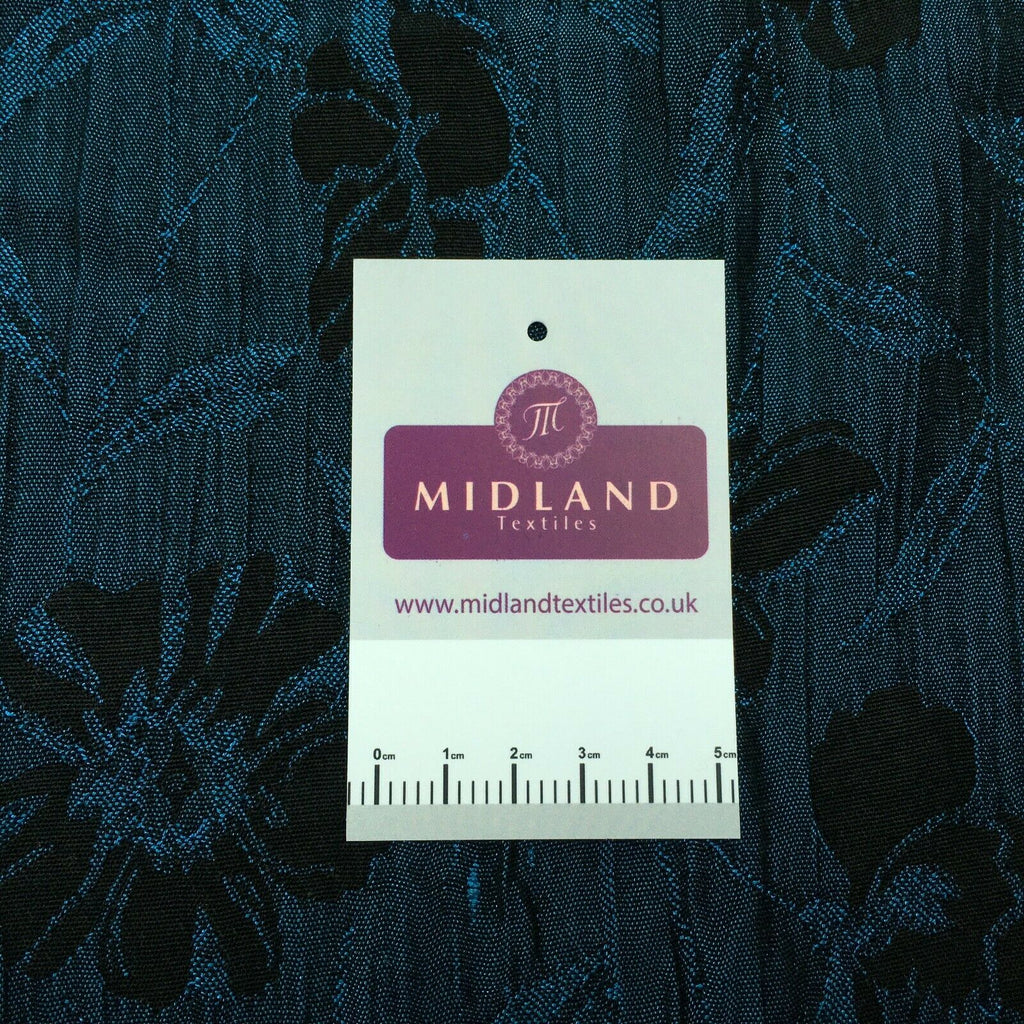 M
MIDLAND
Textiles
www.midlandtextiles.co.uk
0cm 1cm 2cm 3cm 4cm 5cm